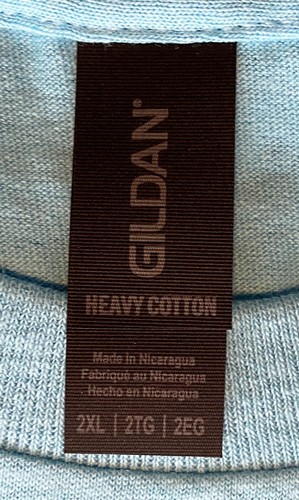 GILDAN®
HEAVY COTTON
Made in Nicaragua
Fabriqué au Nicaragua
Hecho en Nicaragua
2XL | 2TG | 2EG